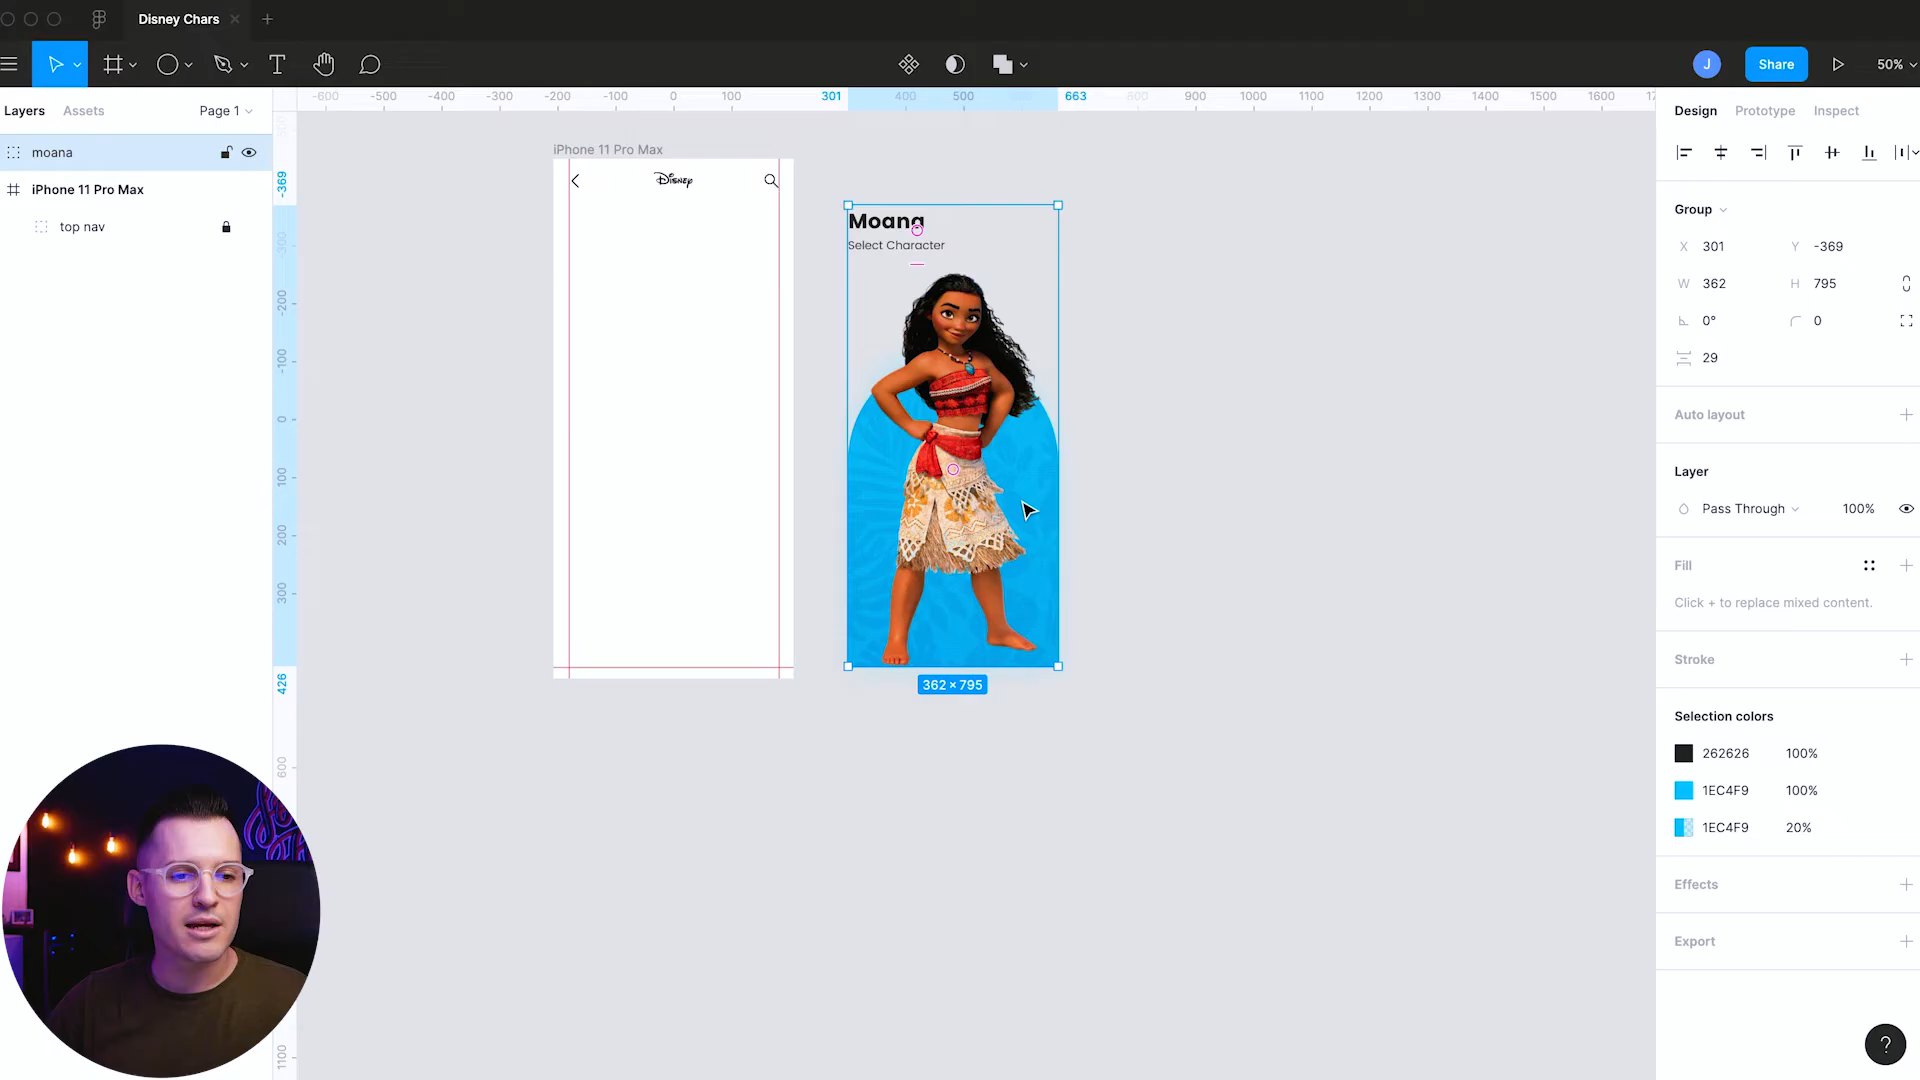 Disney Chars
Share
50%
Layers
Assets
Page 1
-600
-500
-400
-300
-200
-100
0
100
301
400
500
663
800
900
1000
1100
1200
1300
1400
1500
1600
Design
Prototype
Inspect
moana
iPhone 11 Pro Max
top nav
-369
-300
-200
-100
0
100
200
300
426
600
1100
iPhone 11 Pro Max
Disney
Moana
Select Character
362 × 795
Group
X 301
Y -369
W 362
H 795
0°
0
29
Auto layout
Layer
Pass Through
100%
Fill
Click + to replace mixed content.
Stroke
Selection colors
262626 100%
1EC4F9 100%
1EC4F9 20%
Effects
Export
J
?